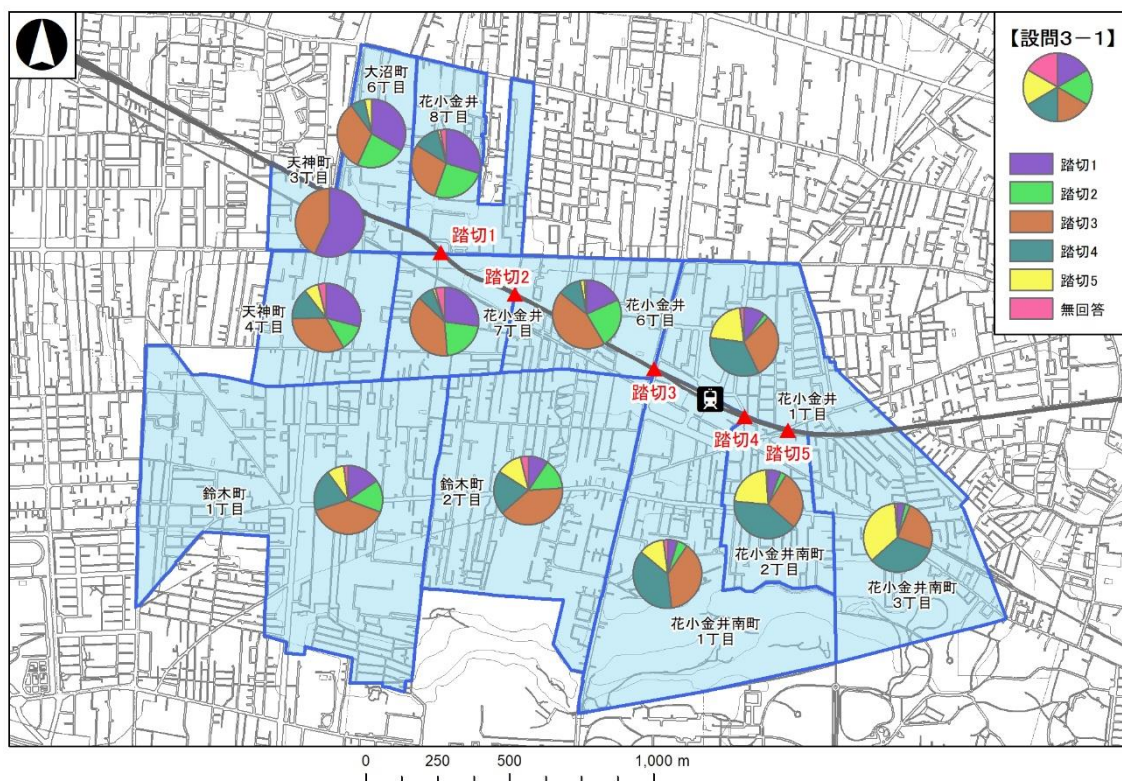 【設問3-1】
踏切1
踏切2
踏切3
踏切4
踏切5
無回答
大沼町
6丁目
花小金井
8丁目
天神町
3丁目
踏切1
踏切2
天神町
4丁目
花小金井
7丁目
花小金井
6丁目
踏切3
花小金井
1丁目
踏切4
踏切5
鈴木町
1丁目
鈴木町
2丁目
花小金井南町
2丁目
花小金井南町
3丁目
花小金井南町
1丁目
0 250 500 1,000 m